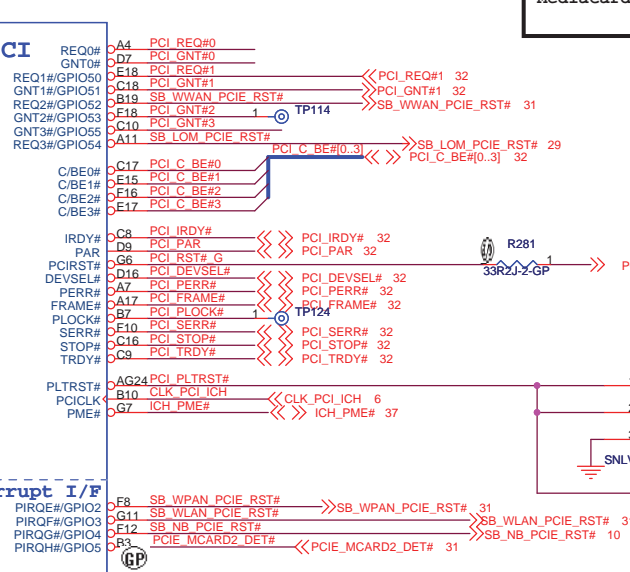 CI
REQ0# A4 PCI_REQ#0
GNT0# D7 PCI_GNT#0
REQ1#/GPIO50 E18 PCI_REQ#1 PCI_REQ#1 32
GNT1#/GPIO51 C18 PCI_GNT#1 PCI_GNT#1 32
REQ2#/GPIO52 B19 SB_WWAN_PCIE_RST# SB_WWAN_PCIE_RST# 31
GNT2#/GPIO53 F18 PCI_GNT#2 1 TP114
GNT3#/GPIO55 C10 PCI_GNT#3
REQ3#/GPIO54 A11 SB_LOM_PCIE_RST# SB_LOM_PCIE_RST# 29
PCI_C_BE#[0..3] PCI_C_BE#[0..3] 32
C/BE0# C17 PCI_C_BE#0
C/BE1# E15 PCI_C_BE#1
C/BE2# F16 PCI_C_BE#2
C/BE3# E17 PCI_C_BE#3
IRDY# C8 PCI_IRDY# PCI_IRDY# 32
PAR D9 PCI_PAR PCI_PAR 32
PCIRST# G6 PCI_RST#_G R281 1 33R2J-2-GP P
DEVSEL# D16 PCI_DEVSEL# PCI_DEVSEL# 32
PERR# A7 PCI_PERR# PCI_PERR# 32
FRAME# A17 PCI_FRAME# PCI_FRAME# 32
PLOCK# B7 PCI_PLOCK# 1 TP124
SERR# F10 PCI_SERR# PCI_SERR# 32
STOP# C16 PCI_STOP# PCI_STOP# 32
TRDY# C9 PCI_TRDY# PCI_TRDY# 32
PLTRST# AG24 PCI_PLTRST#
PCICLK B10 CLK_PCI_ICH CLK_PCI_ICH 6
PME# G7 ICH_PME# ICH_PME# 37
SNLV
rrupt I/F
PIRQE#/GPIO2 F8 SB_WPAN_PCIE_RST# SB_WPAN_PCIE_RST# 31
PIRQF#/GPIO3 G11 SB_WLAN_PCIE_RST# SB_WLAN_PCIE_RST# 3
PIRQG#/GPIO4 F12 SB_NB_PCIE_RST# SB_NB_PCIE_RST# 10
PIRQH#/GPIO5 B3 PCIE_MCARD2_DET# PCIE_MCARD2_DET# 31
GP